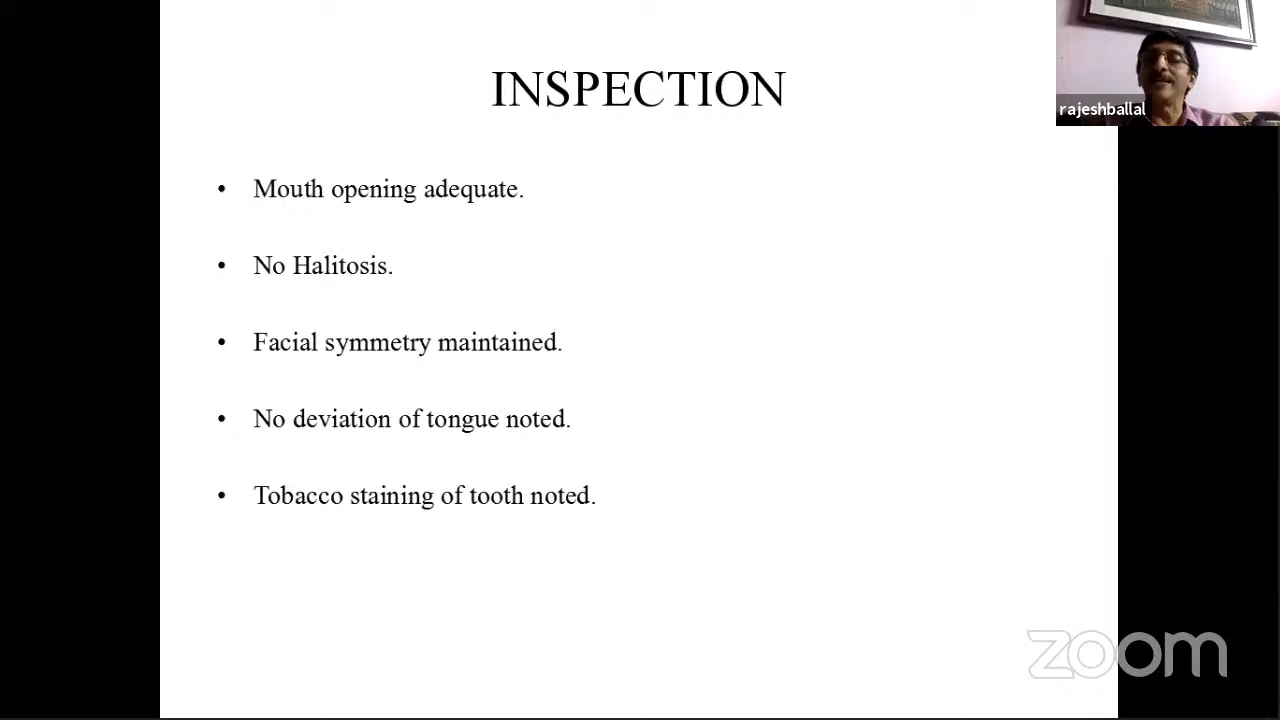 INSPECTION
rajeshballal
• Mouth opening adequate.
• No Halitosis.
• Facial symmetry maintained.
• No deviation of tongue noted.
• Tobacco staining of tooth noted.
zoom